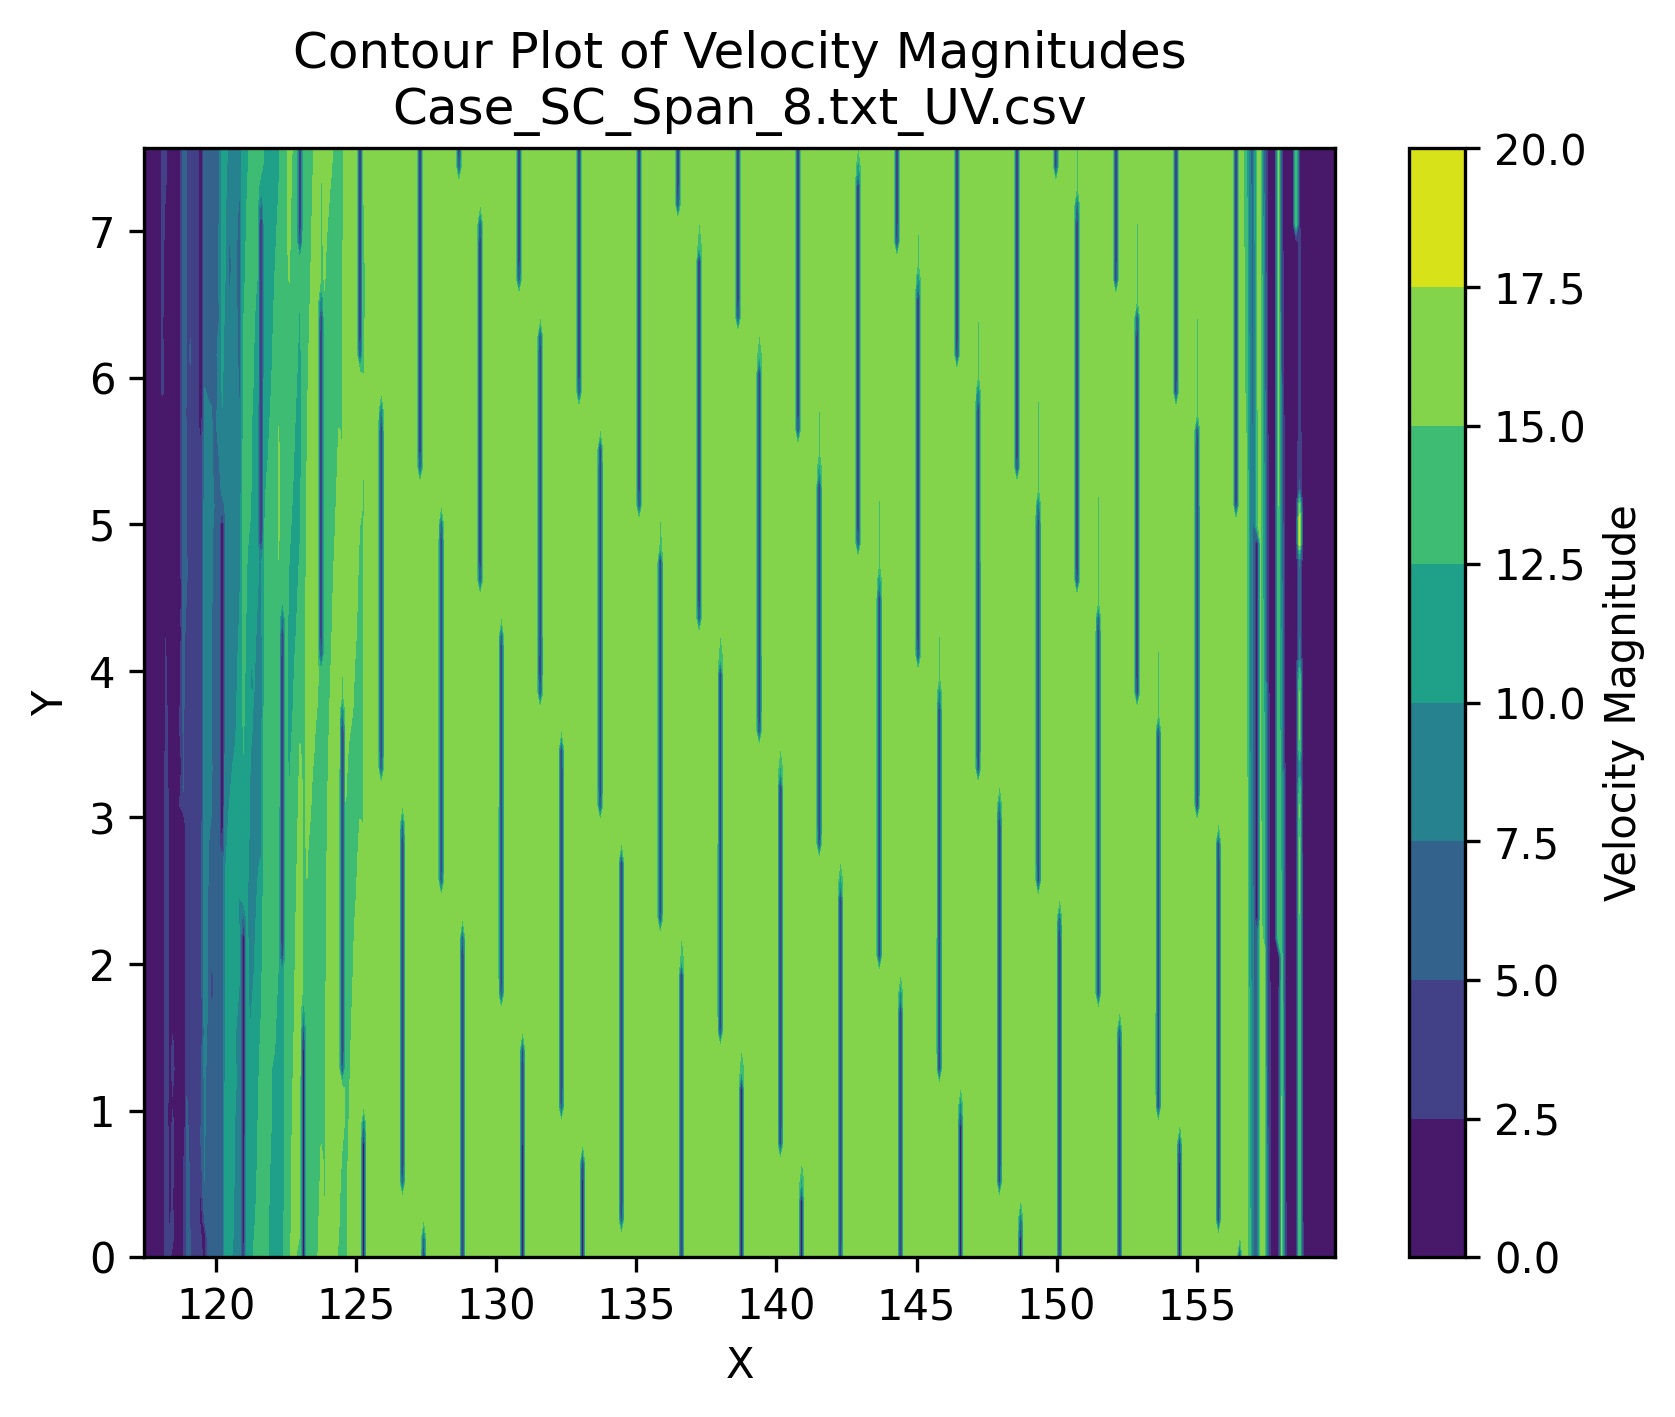 Contour Plot of Velocity Magnitudes
Case_SC_Span_8.txt_UV.csv
7
6
5
4
3
2
1
0
Y
120 125 130 135 140 145 150 155
X
20.0
17.5
15.0
12.5
10.0
7.5
5.0
2.5
0.0
Velocity Magnitude